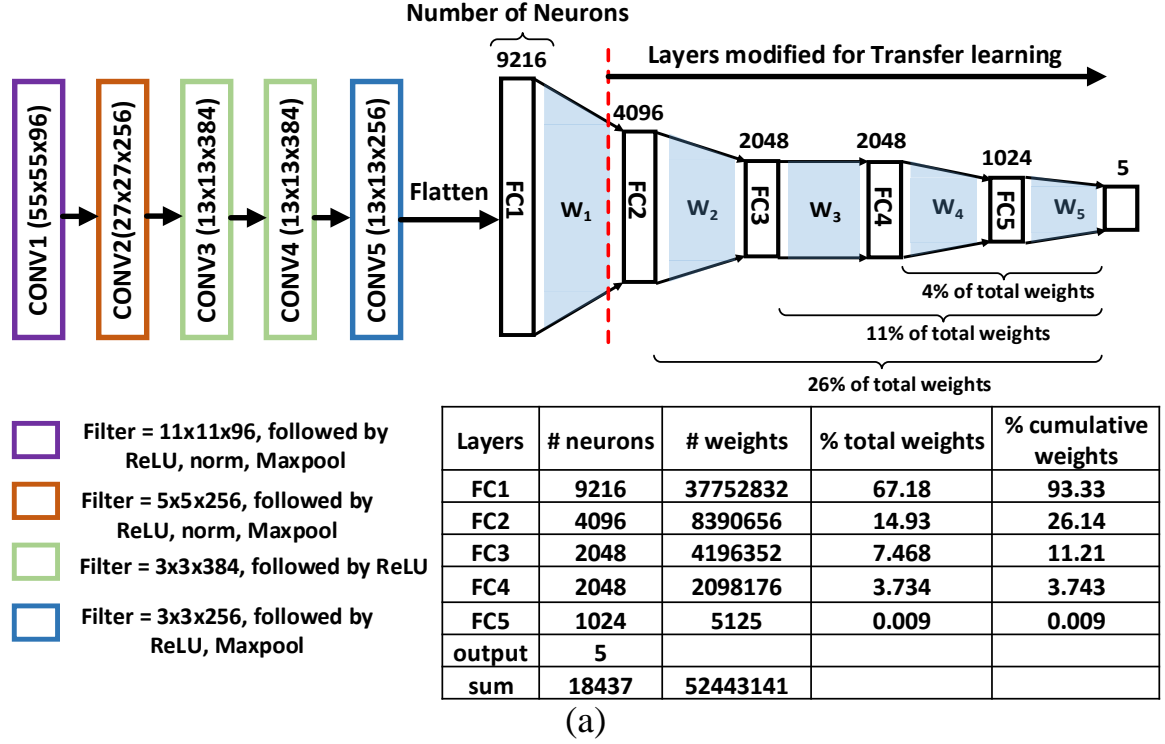 Number of Neurons
Layers modified for Transfer learning
CONV1 (55x55x96)
CONV2(27x27x256)
CONV3 (13x13x384)
CONV4 (13x13x384)
CONV5 (13x13x256)
Flatten
9216
FC1
W1
4096
FC2
W2
2048
FC3
W3
2048
FC4
W4
1024
FC5
W5
5
4% of total weights
11% of total weights
26% of total weights
Filter = 11x11x96, followed by
ReLU, norm, Maxpool
Filter = 5x5x256, followed by
ReLU, norm, Maxpool
Filter = 3x3x384, followed by ReLU
Filter = 3x3x256, followed by
ReLU, Maxpool
Layers # neurons # weights % total weights % cumulative weights
FC1 9216 37752832 67.18 93.33
FC2 4096 8390656 14.93 26.14
FC3 2048 4196352 7.468 11.21
FC4 2048 2098176 3.734 3.743
FC5 1024 5125 0.009 0.009
output 5
sum 18437 52443141
(a)